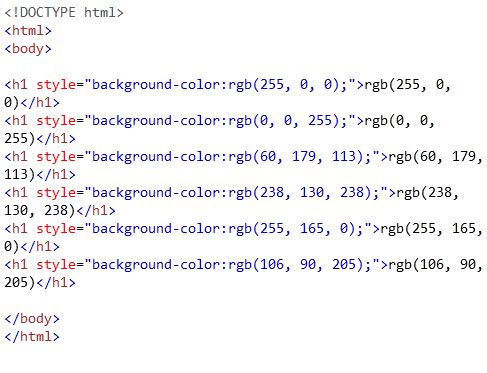 <!DOCTYPE html>
<html>
<body>
<h1 style="background-color:rgb(255, 0, 0);">rgb(255, 0,
0)</h1>
<h1 style="background-color:rgb(0, 0, 255);">rgb(0, 0,
255)</h1>
<h1 style="background-color:rgb(60, 179, 113);">rgb(60, 179,
113)</h1>
<h1 style="background-color:rgb(238, 130, 238);">rgb(238,
130, 238)</h1>
<h1 style="background-color:rgb(255, 165, 0);">rgb(255, 165,
0)</h1>
<h1 style="background-color:rgb(106, 90, 205);">rgb(106, 90,
205)</h1>
</body>
</html>